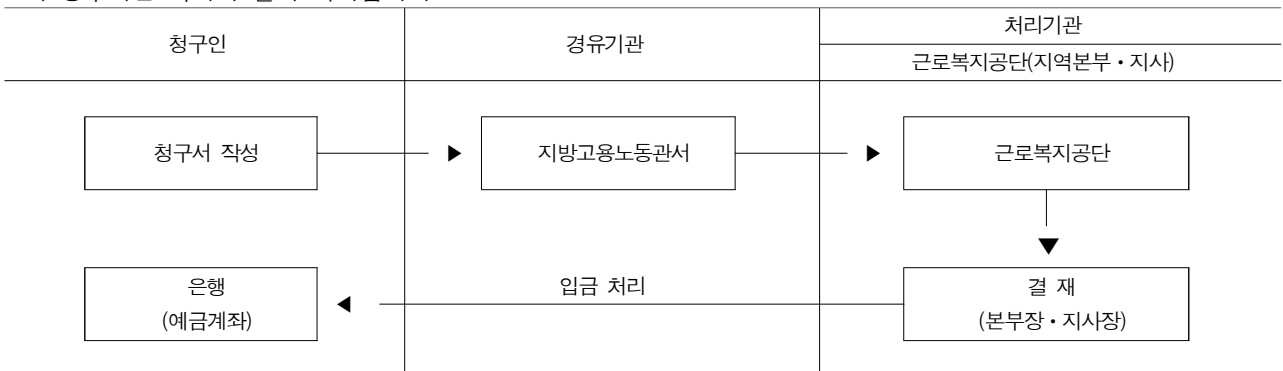 청구인
경유기관
처리기관
근로복지공단(지역본부·지사)
청구서 작성
지방고용노동관서
근로복지공단
은행
(예금계좌)
입금 처리
결 재
(본부장·지사장)